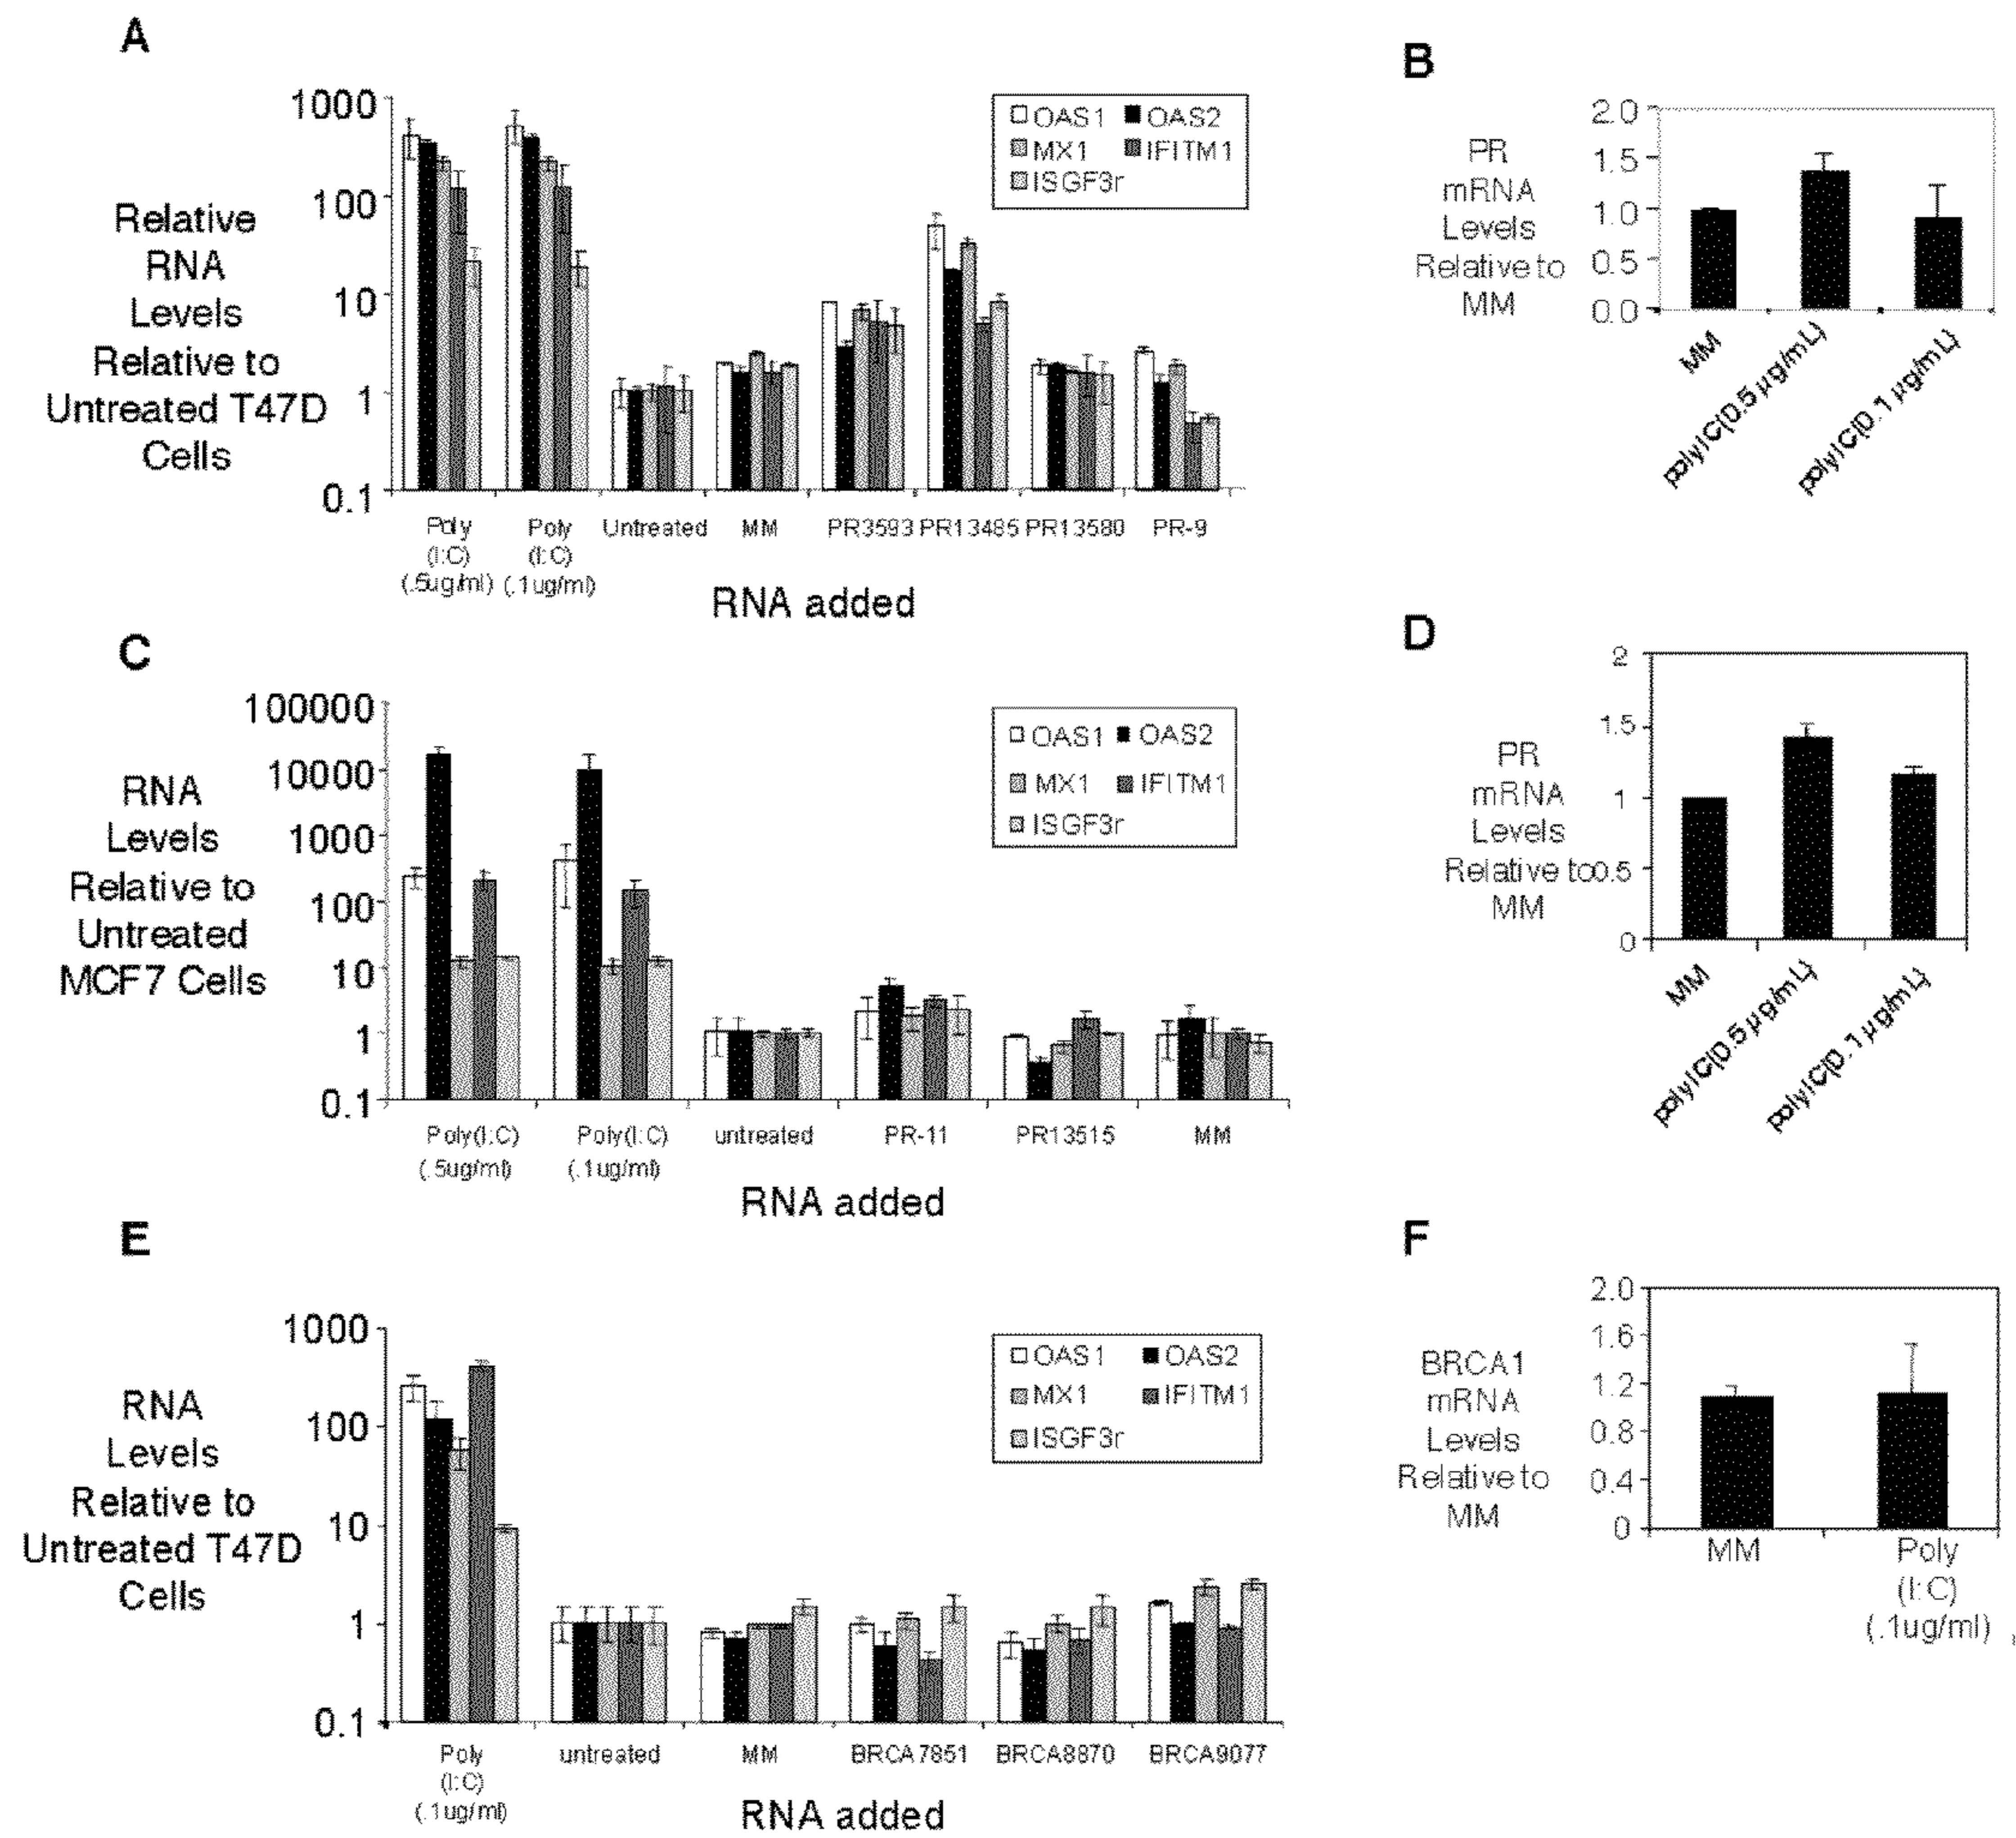 A
1000
100
10
1
0.1
Relative
RNA
Levels
Relative to
Untreated T47D
Cells
OAS1 OAS2
MX1 IFITM1
ISGF3r
Poly
(I:C)
(.5ug/ml)
Poly
(I:C)
(.1ug/ml)
Untreated
MM
PR3593
PR13485
PR13580
PR-9
RNA added
B
PR
mRNA
Levels
Relative to
MM
2.0
1.5
1.0
0.5
0.0
MM
polyIC(0.5 µg/mL)
polyIC(0.1 µg/mL)
C
100000
10000
1000
100
10
1
0.1
RNA
Levels
Relative to
Untreated
MCF7 Cells
OAS1 OAS2
MX1 IFITM1
ISGF3r
Poly(I:C)
(.5ug/ml)
Poly(I:C)
(.1ug/ml)
untreated
PR-11
PR13515
MM
RNA added
D
PR
mRNA
Levels
Relative to
MM
2
1.5
1
0.5
0
MM
polyIC(0.5 µg/mL)
polyIC(0.1 µg/mL)
E
1000
100
10
1
0.1
RNA
Levels
Relative to
Untreated T47D
Cells
OAS1 OAS2
MX1 IFITM1
ISGF3r
Poly
(I:C)
(.1ug/ml)
untreated
MM
BRCA7851
BRCA8870
BRCA9077
RNA added
F
BRCA1
mRNA
Levels
Relative to
MM
2.0
1.6
1.2
0.8
0.4
0
MM
Poly
(I:C)
(.1ug/ml)